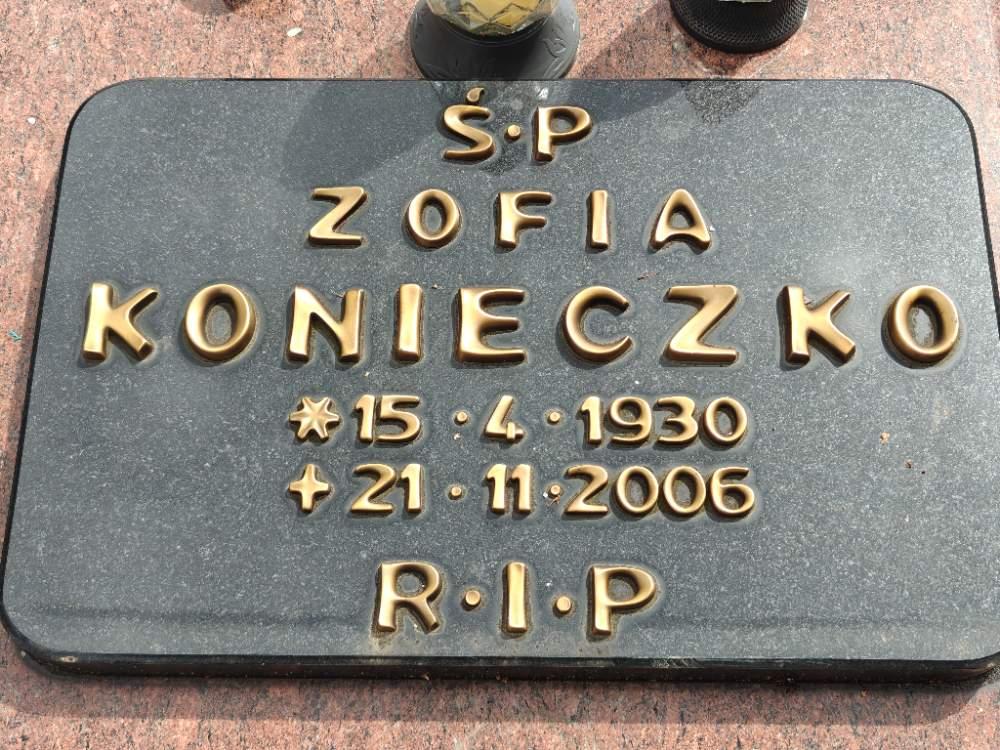 Ś·P
ZOFIA
KONIECZKO
*15·4·1930
+21·11·2006
R·I·P